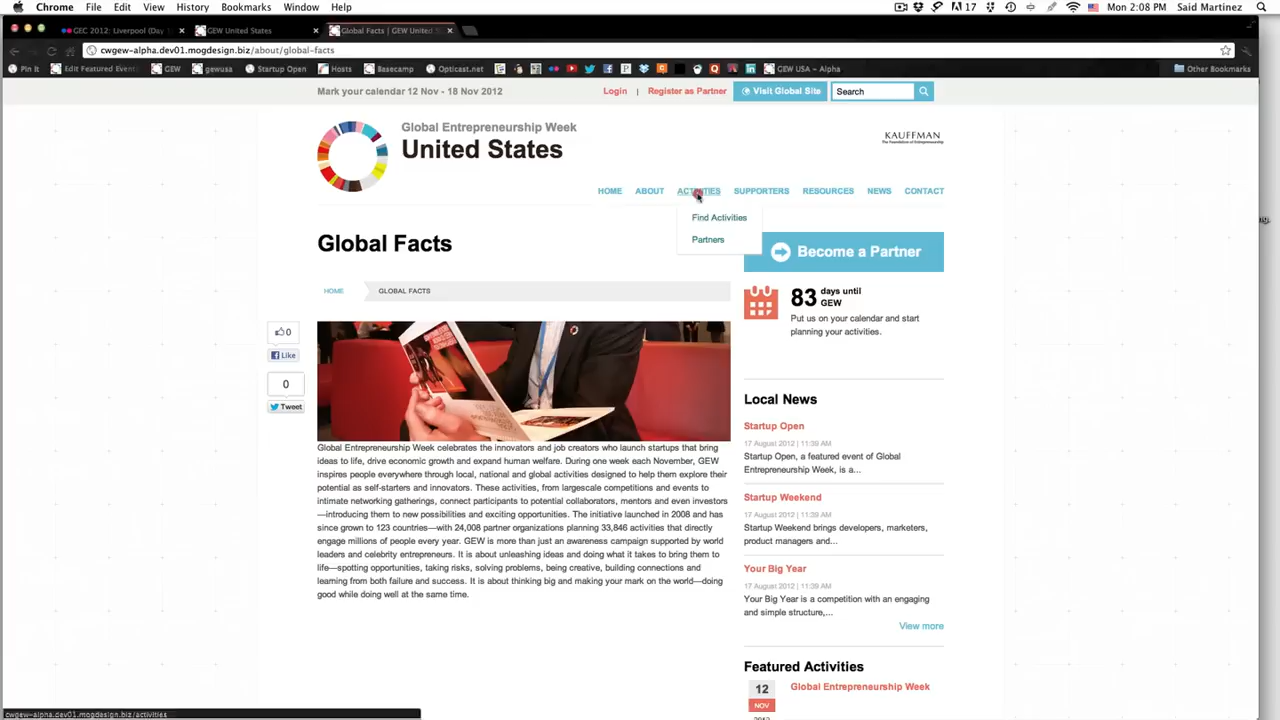 Chrome File Edit View History Bookmarks Window Help 17 Mon 2:08 PM Said Martinez
GEC 2012: Liverpool (Day GEW United States Global Facts | GEW United S
cwgew-alpha.dev01.mogdesign.biz/about/global-facts
Pin It Edit Featured Event GEW gewusa Startup Open Hosts Basecamp Opticast.net GEW USA ~ Alpha Other Bookmarks
Mark your calendar 12 Nov - 18 Nov 2012 Login | Register as Partner Visit Global Site Search
Global Entrepreneurship Week
United States
KAUFFMAN
The Foundation of Entrepreneurship
HOME ABOUT ACTIVITIES SUPPORTERS RESOURCES NEWS CONTACT
Find Activities
Partners
Global Facts
HOME GLOBAL FACTS
0
Like
0
Tweet
Global Entrepreneurship Week celebrates the innovators and job creators who launch startups that bring
ideas to life, drive economic growth and expand human welfare. During one week each November, GEW
inspires people everywhere through local, national and global activities designed to help them explore their
potential as self-starters and innovators. These activities, from largescale competitions and events to
intimate networking gatherings, connect participants to potential collaborators, mentors and even investors
—introducing them to new possibilities and exciting opportunities. The initiative launched in 2008 and has
since grown to 123 countries—with 24,008 partner organizations planning 33,846 activities that directly
engage millions of people every year. GEW is more than just an awareness campaign supported by world
leaders and celebrity entrepreneurs. It is about unleashing ideas and doing what it takes to bring them to
life—spotting opportunities, taking risks, solving problems, being creative, building connections and
learning from both failure and success. It is about thinking big and making your mark on the world—doing
good while doing well at the same time.
Become a Partner
83 days until
GEW
Put us on your calendar and start
planning your activities.
Local News
Startup Open
17 August 2012 | 11:39 AM
Startup Open, a featured event of Global
Entrepreneurship Week, is a...
Startup Weekend
17 August 2012 | 11:39 AM
Startup Weekend brings developers, marketers,
product managers and...
Your Big Year
17 August 2012 | 11:39 AM
Your Big Year is a competition with an engaging
and simple structure,...
View more
Featured Activities
12
NOV
Global Entrepreneurship Week
cwgew-alpha.dev01.mogdesign.biz/activities